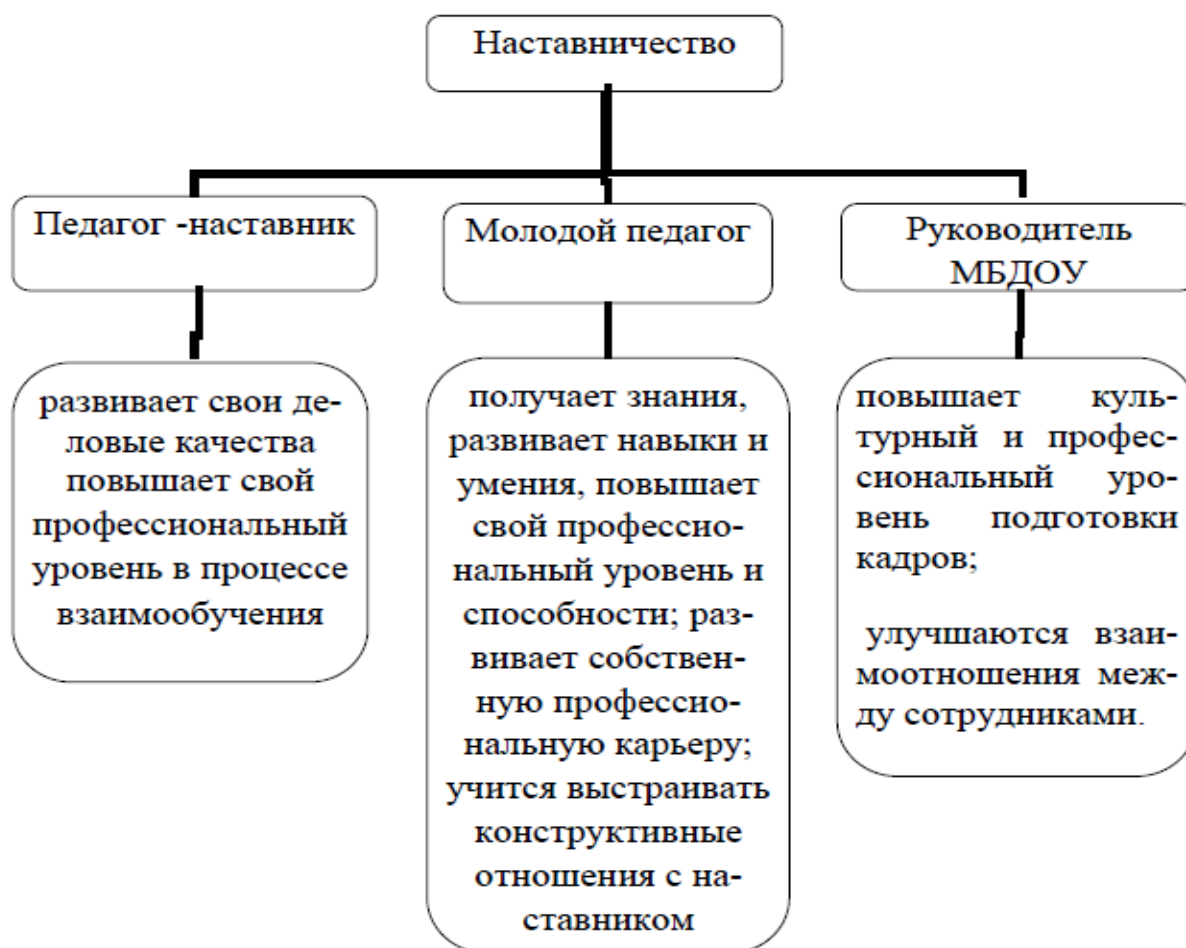 Наставничество
Педагог -наставник
Молодой педагог
Руководитель
МБДОУ
развивает свои де-
ловые качества
повышает свой
профессиональный
уровень в процессе
взаимообучения
получает знания,
развивает навыки и
умения, повышает
свой профессио-
нальный уровень и
способности; раз-
вивает собствен-
ную профессио-
нальную карьеру;
учится выстраивать
конструктивные
отношения с на-
ставником
повышает куль-
турный и профес-
сиональный уро-
вень подготовки
кадров;
улучшаются взаи-
моотношения меж-
ду сотрудниками.